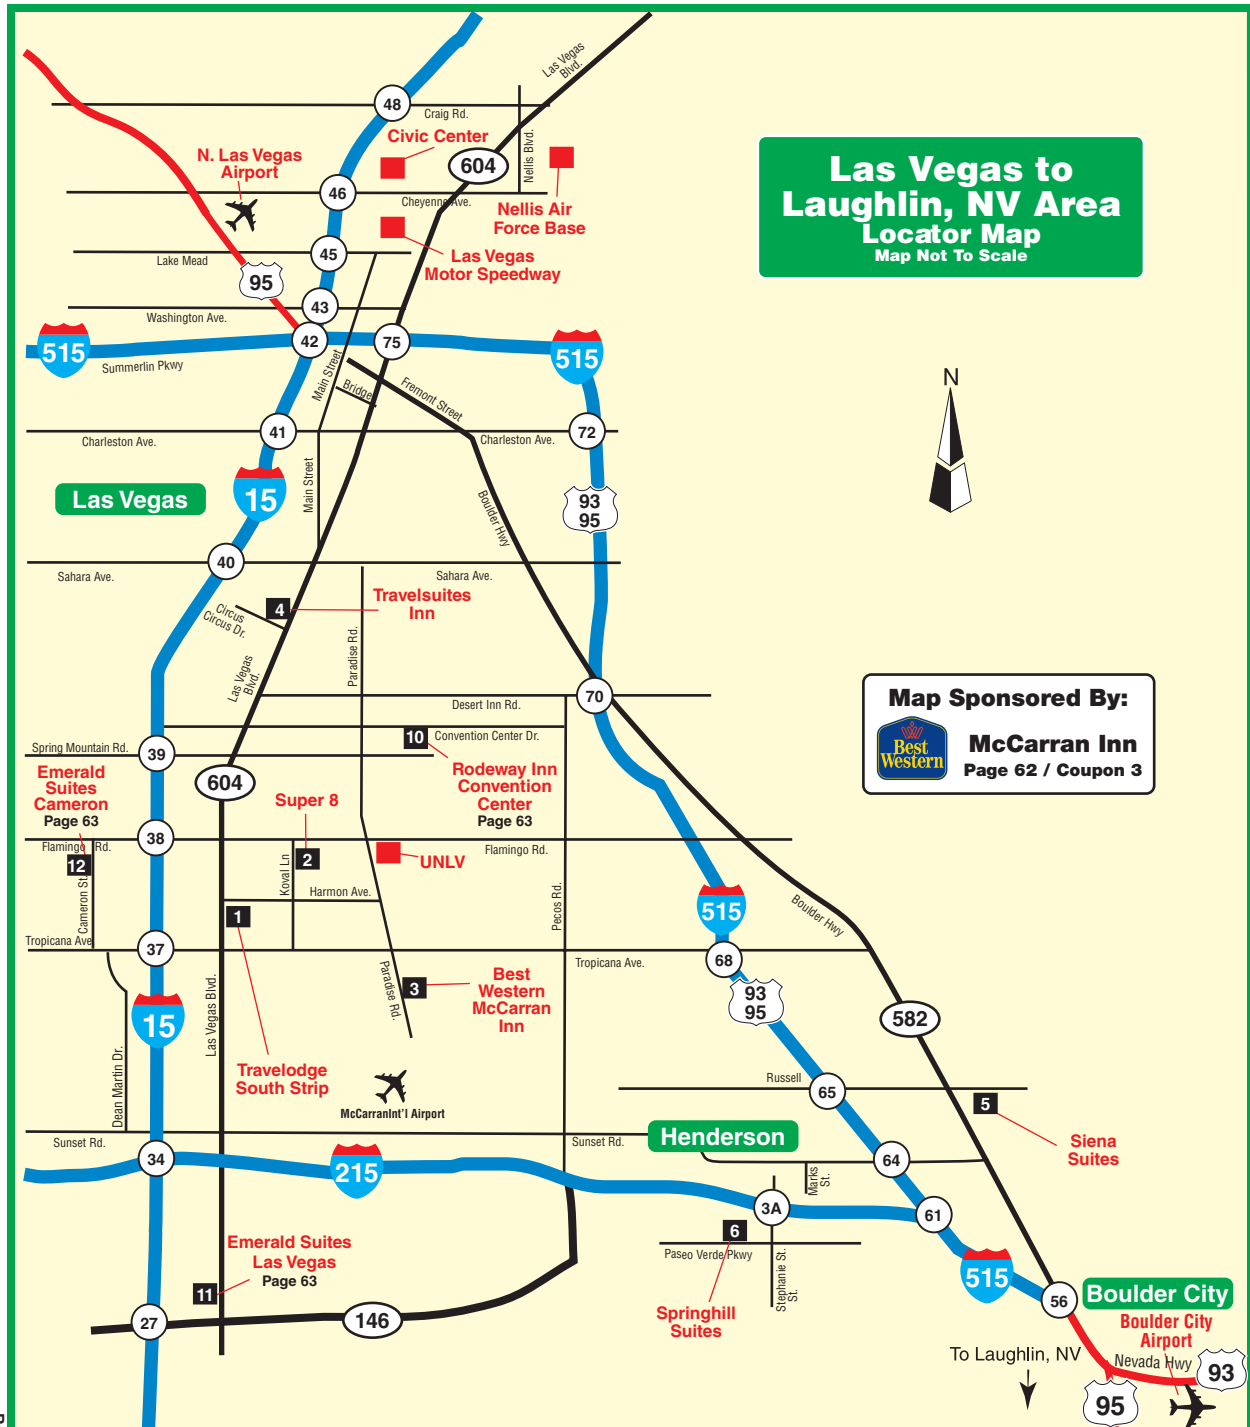 Las Vegas
Blvd.
48
Craig Rd.
Civic Center
604
Nellis Blvd.
N. Las Vegas
Airport
46
Cheyenne Ave.
Nellis Air
Force Base
Las Vegas to
Laughlin, NV Area
Locator Map
Map Not To Scale
45
Lake Mead
Las Vegas
Motor Speedway
95
43
Washington Ave.
515
42
75
515
Summerlin Pkwy
Main Street
Bridge
Fremont Street
N
41
Charleston Ave.
Charleston Ave.
72
Las Vegas
15
Main Street
Boulder Hwy
93
95
40
Sahara Ave.
Sahara Ave.
Circus
Circus Dr.
4
Travelsuites
Inn
Paradise Rd.
Las Vegas
Blvd.
70
Desert Inn Rd.
Map Sponsored By:
Best
Western
McCarran Inn
Page 62 / Coupon 3
10
Convention Center Dr.
Spring Mountain Rd.
39
604
Emerald
Suites
Cameron
Page 63
Rodeway Inn
Convention
Center
Page 63
Super 8
38
Flamingo Rd.
Flamingo Rd.
12
Cameron St.
Koval Ln
2
UNLV
Harmon Ave.
Pecos Rd.
515
Boulder Hwy
1
Tropicana Ave
37
Tropicana Ave.
68
Paradise Rd.
3
Best
Western
McCarran
Inn
93
95
582
15
Las Vegas Blvd.
Travelodge
South Strip
Dean Martin Dr.
McCarranInt'l Airport
Russell
65
5
Siena
Suites
Sunset Rd.
Sunset Rd.
Henderson
34
215
64
Marks
St.
3A
61
6
Paseo Verde Pkwy
Stephanie St.
St.
Springhill
Suites
Emerald Suites
Las Vegas
Page 63
11
515
27
146
56
Boulder City
Boulder City
Airport
To Laughlin, NV
Nevada Hwy
93
95